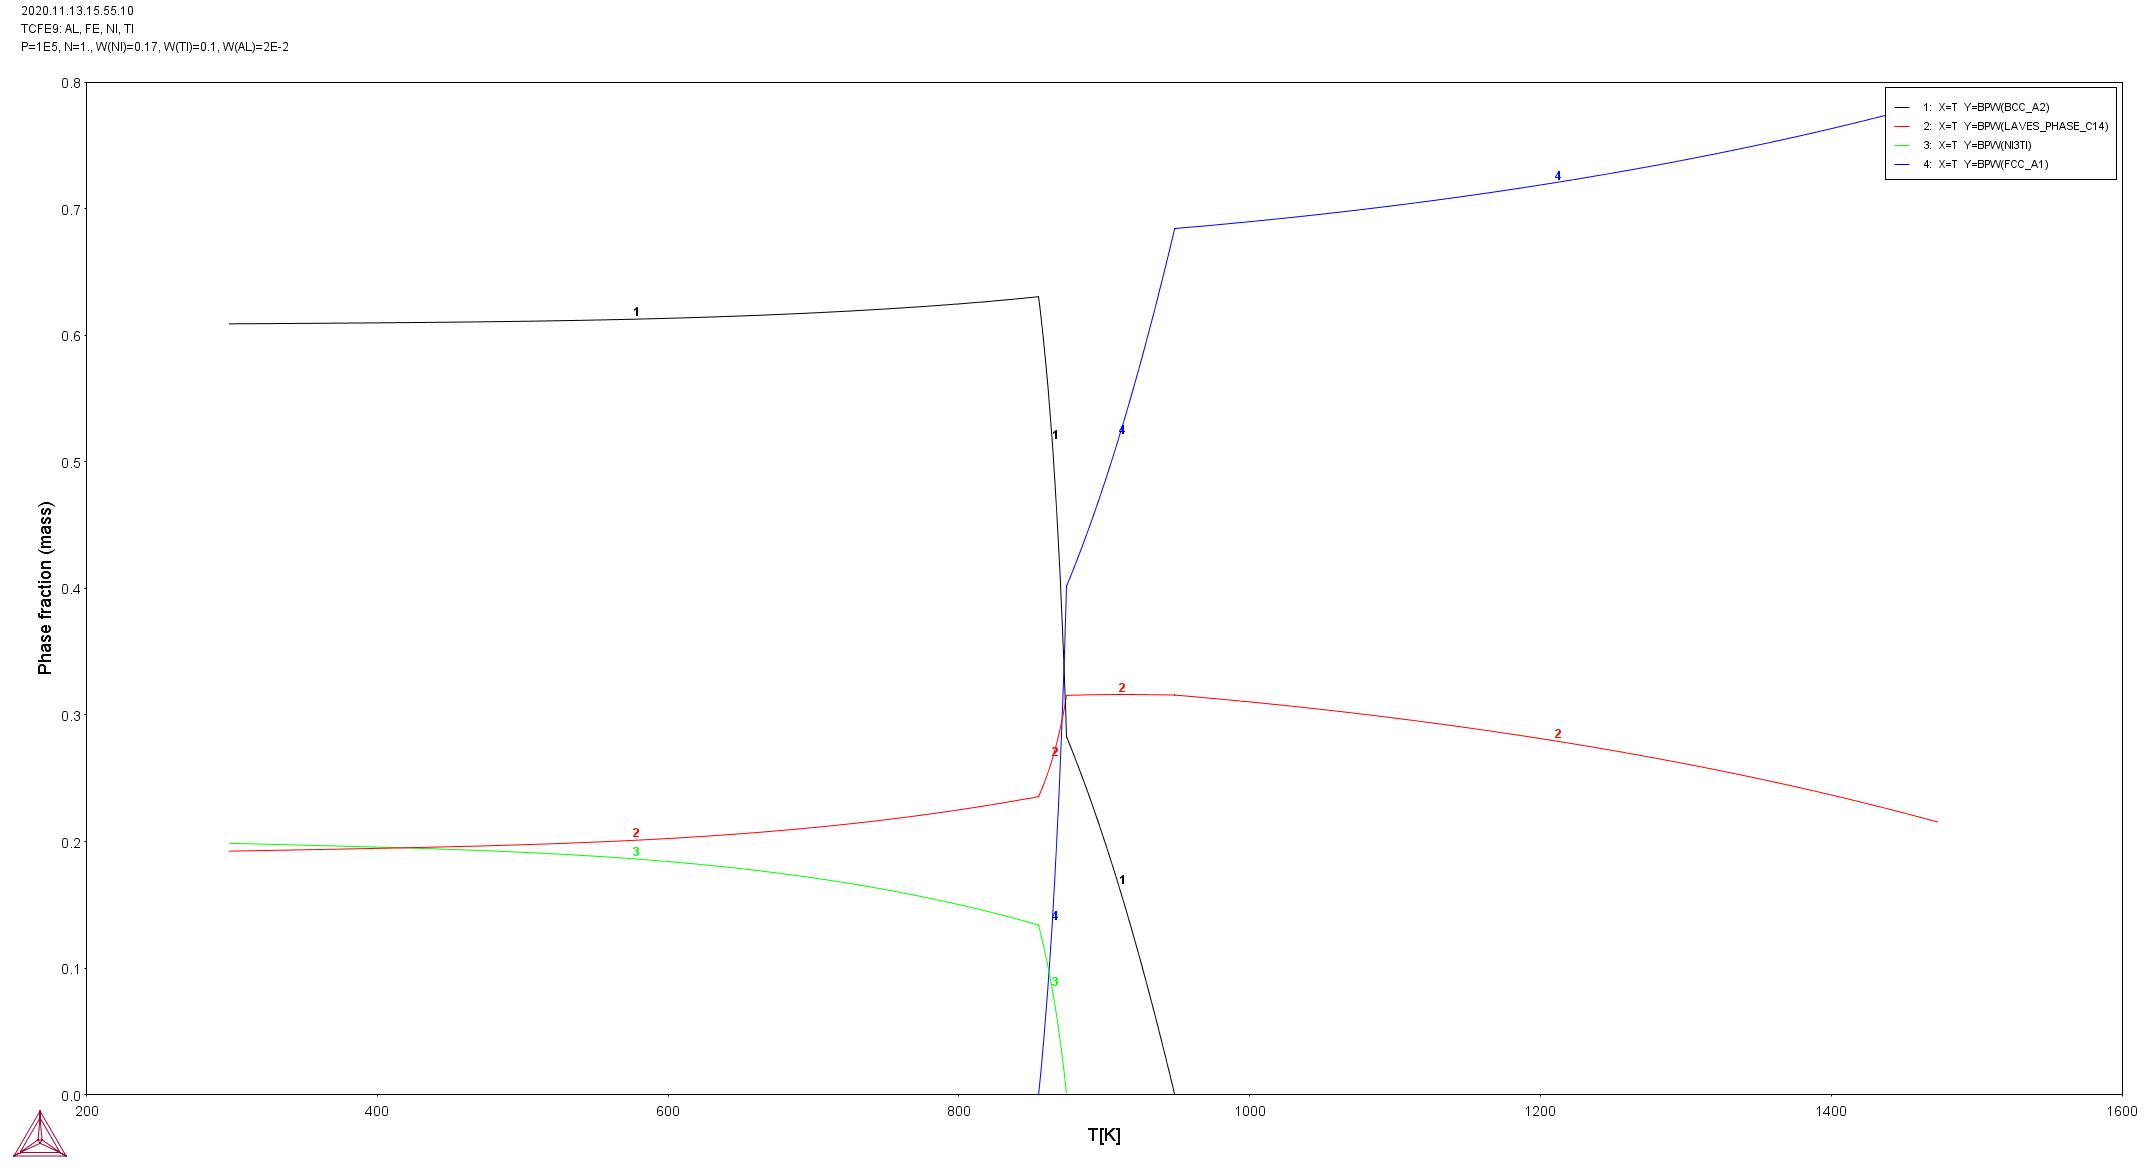 2020.11.13.15.55.10
TCFE9: AL, FE, NI, TI
P=1E5, N=1., W(NI)=0.17, W(TI)=0.1, W(AL)=2E-2
1: X=T Y=BPW(BCC_A2)
2: X=T Y=BPW(LAVES_PHASE_C14)
3: X=T Y=BPW(NI3TI)
4: X=T Y=BPW(FCC_A1)
0.8
0.7
0.6
0.5
0.4
0.3
0.2
0.1
0.0
Phase fraction (mass)
4
1
1
4
2
2
2
2
3
1
4
3
200 400 600 800 1000 1200 1400 1600
T[K]